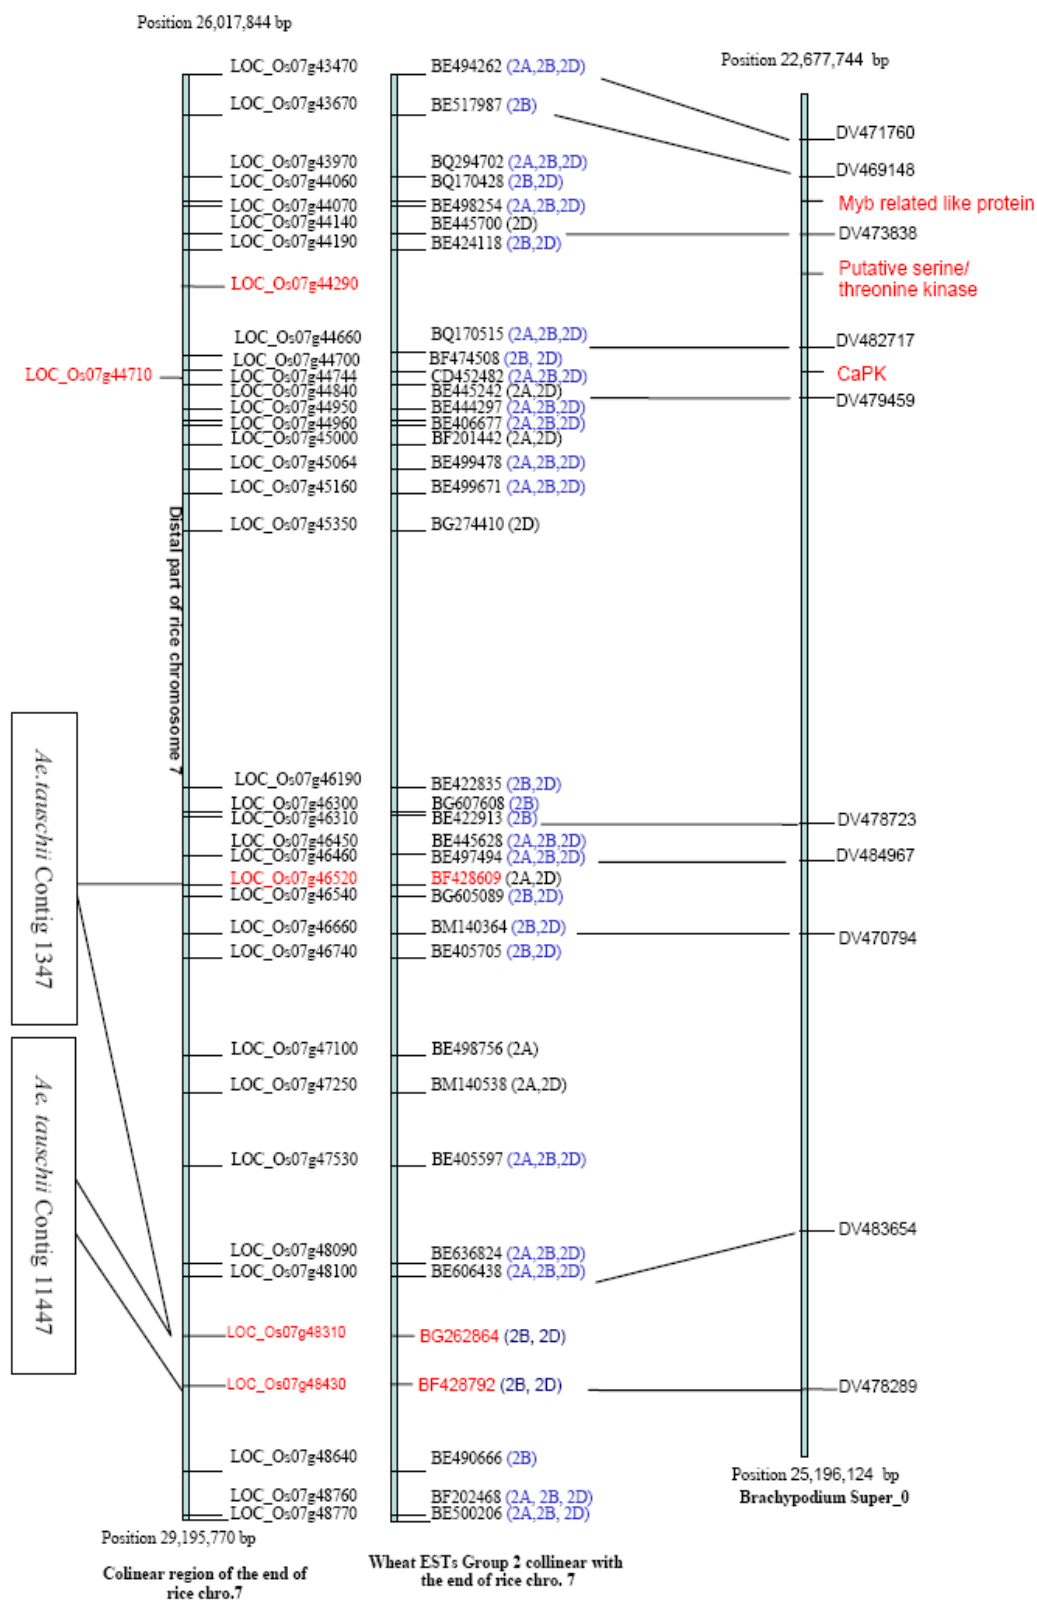 Position 26,017,844 bp
LOC_Os07g43470
LOC_Os07g43670
LOC_Os07g43970
LOC_Os07g44060
LOC_Os07g44070
LOC_Os07g44140
LOC_Os07g44190
LOC_Os07g44290
LOC_Os07g44660
LOC_Os07g44700
LOC_Os07g44710
LOC_Os07g44744
LOC_Os07g44840
LOC_Os07g44950
LOC_Os07g44960
LOC_Os07g45000
LOC_Os07g45064
LOC_Os07g45160
LOC_Os07g45350
Distal part of rice chromosome 7
LOC_Os07g46190
LOC_Os07g46300
LOC_Os07g46310
LOC_Os07g46450
LOC_Os07g46460
LOC_Os07g46520
LOC_Os07g46540
LOC_Os07g46660
LOC_Os07g46740
LOC_Os07g47100
LOC_Os07g47250
LOC_Os07g47530
LOC_Os07g48090
LOC_Os07g48100
LOC_Os07g48310
LOC_Os07g48430
LOC_Os07g48640
LOC_Os07g48760
LOC_Os07g48770
Position 29,195,770 bp
Colinear region of the end of
rice chro.7
Ae.tauschii Contig 1347
Ae. tauschii Contig 11447
BE494262 (2A,2B,2D)
BE517987 (2B)
BQ294702 (2A,2B,2D)
BQ170428 (2B,2D)
BE498254 (2A,2B,2D)
BE445700 (2D)
BE424118 (2B,2D)
BQ170515 (2A,2B,2D)
BF474508 (2B, 2D)
CD452482 (2A,2B,2D)
BE445242 (2A,2D)
BE444297 (2A,2B,2D)
BE406677 (2A,2B,2D)
BF201442 (2A,2D)
BE499478 (2A,2B,2D)
BE499671 (2A,2B,2D)
BG274410 (2D)
BE422835 (2B,2D)
BG607608 (2B)
BE422913 (2B)
BE445628 (2A,2B,2D)
BE497494 (2A,2B,2D)
BF428609 (2A,2D)
BG605089 (2B,2D)
BM140364 (2B,2D)
BE405705 (2B,2D)
BE498756 (2A)
BM140538 (2A,2D)
BE405597 (2A,2B,2D)
BE636824 (2A,2B,2D)
BE606438 (2A,2B,2D)
BG262864 (2B, 2D)
BF428792 (2B, 2D)
BE490666 (2B)
BF202468 (2A, 2B, 2D)
BE500206 (2A,2B, 2D)
Wheat ESTs Group 2 collinear with
the end of rice chro. 7
Position 22,677,744 bp
DV471760
DV469148
Myb related like protein
DV473838
Putative serine/
threonine kinase
DV482717
CaPK
DV479459
DV478723
DV484967
DV470794
DV483654
DV478289
Position 25,196,124 bp
Brachypodium Super_0